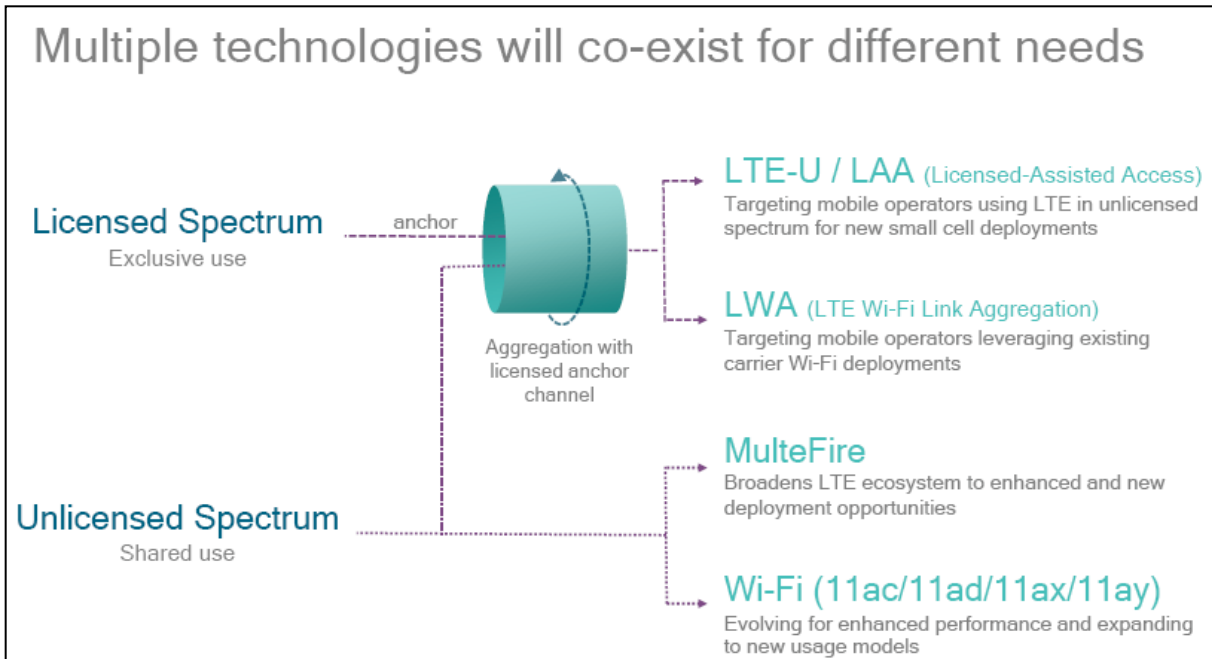 Multiple technologies will co-exist for different needs
Licensed Spectrum
Exclusive use
anchor
Aggregation with
licensed anchor
channel
LTE-U / LAA (Licensed-Assisted Access)
Targeting mobile operators using LTE in unlicensed
spectrum for new small cell deployments
LWA (LTE Wi-Fi Link Aggregation)
Targeting mobile operators leveraging existing
carrier Wi-Fi deployments
Unlicensed Spectrum
Shared use
MulteFire
Broadens LTE ecosystem to enhanced and new
deployment opportunities
Wi-Fi (11ac/11ad/11ax/11ay)
Evolving for enhanced performance and expanding
to new usage models